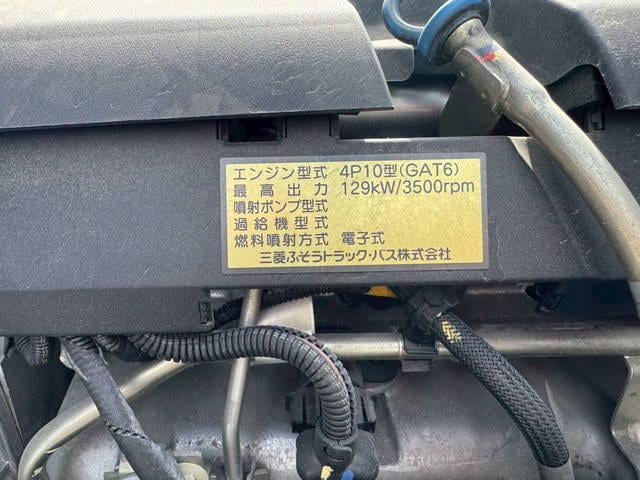 エンジン型式 4P10型(GAT6)
最高出力 129kW/3500rpm
噴射ポンプ型式
過給機型式
燃料噴射方式 電子式
三菱ふそうトラック・バス株式会社